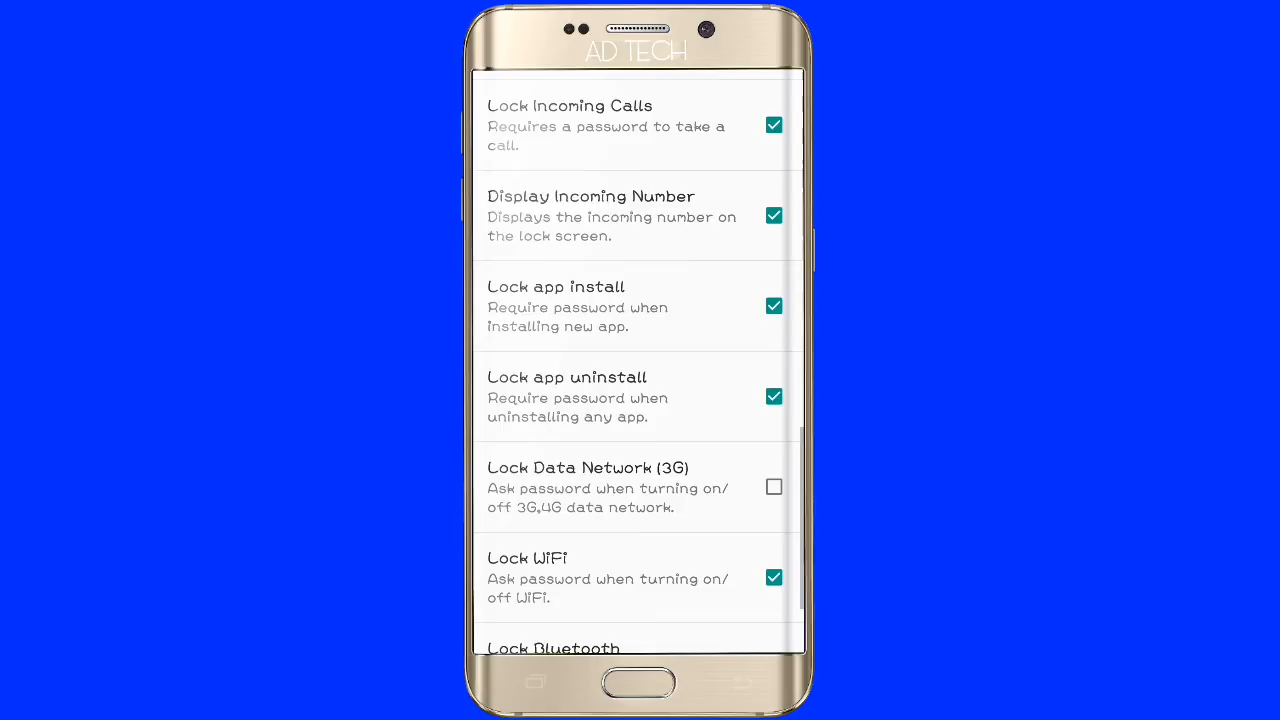 AD TECH
Lock Incoming Calls
Requires a password to take a
call.
Display Incoming Number
Displays the incoming number on
the lock screen.
Lock app install
Require password when
installing new app.
Lock app uninstall
Require password when
uninstalling any app.
Lock Data Network (3G)
Ask password when turning on/
off 3G,4G data network.
Lock WiFi
Ask password when turning on/
off WiFi.
Lock Bluetooth